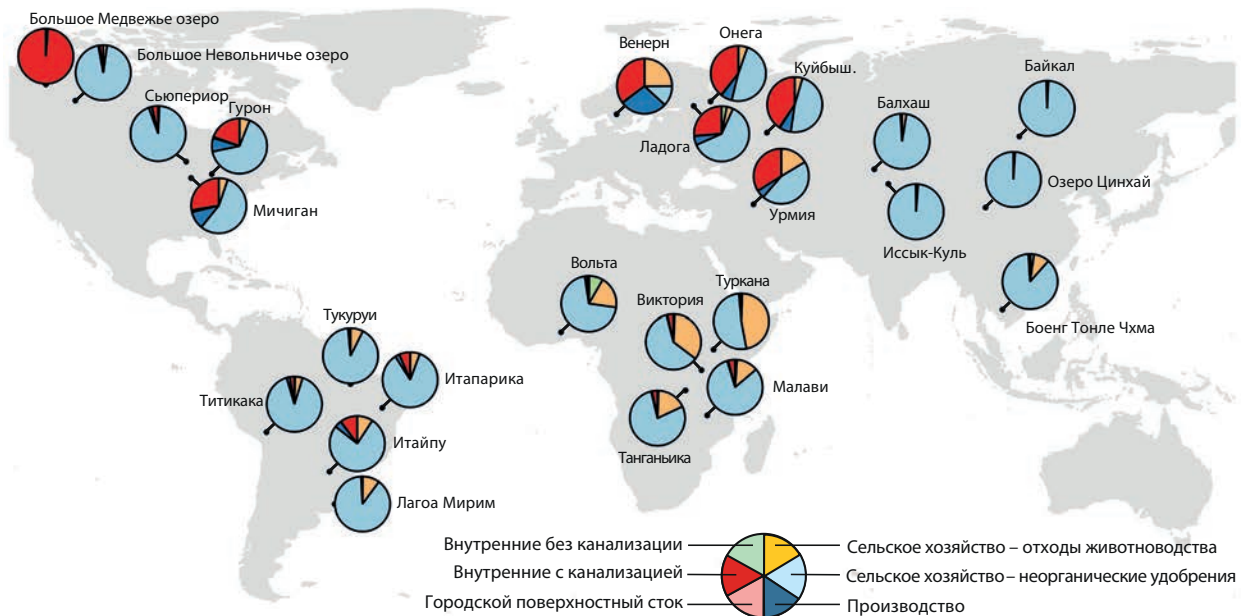 Большое Медвежье озеро
Большое Невольничье озеро
Сьюпериор
Гурон
Мичиган
Венерн
Онега
Куйбыш.
Ладога
Урмия
Балхаш
Байкал
Озеро Цинхай
Иссык-Куль
Боенг Тонле Чхма
Вольта
Виктория
Туркана
Малави
Танганьика
Тукуруи
Итапарика
Титикака
Итайпу
Лагоа Мирим
Внутренние без канализации
Внутренние с канализацией
Городской поверхностный сток
Сельское хозяйство – отходы животноводства
Сельское хозяйство – неорганические удобрения
Производство